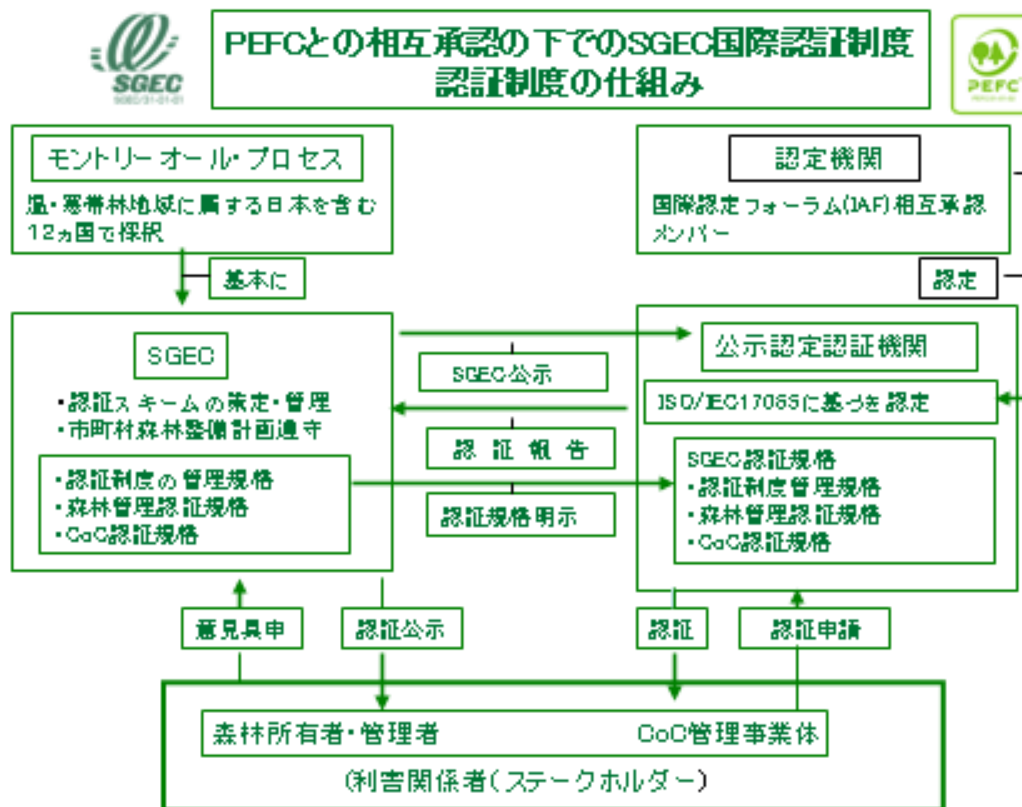 PEFCとの相互承認の下でのSGEC国際認証制度
認証制度の仕組み
SGEC
SGEC/31-01-01
PEFC
モントリーオール・プロセス
温・寒帯林地域に属する日本を含む
12ヵ国で採択
基本に
認定機関
国際認定フォーラム(IAF)相互承認
メンバー
認定
SGEC
・認証スキームの策定・管理
・市町村森林整備計画遵守
・認証制度の管理規格
・森林管理認証規格
・CoC認証規格
SGEC公示
認 証 報 告
認証規格明示
公示認定認証機関
ISO/IEC17065に基づを認定
SGEC認証規格
・認証制度管理規格
・森林管理認証規格
・CoC認証規格
意見具申
認証公示
認証
認証申請
森林所有者・管理者
CoC管理事業体
(利害関係者(ステークホルダー)